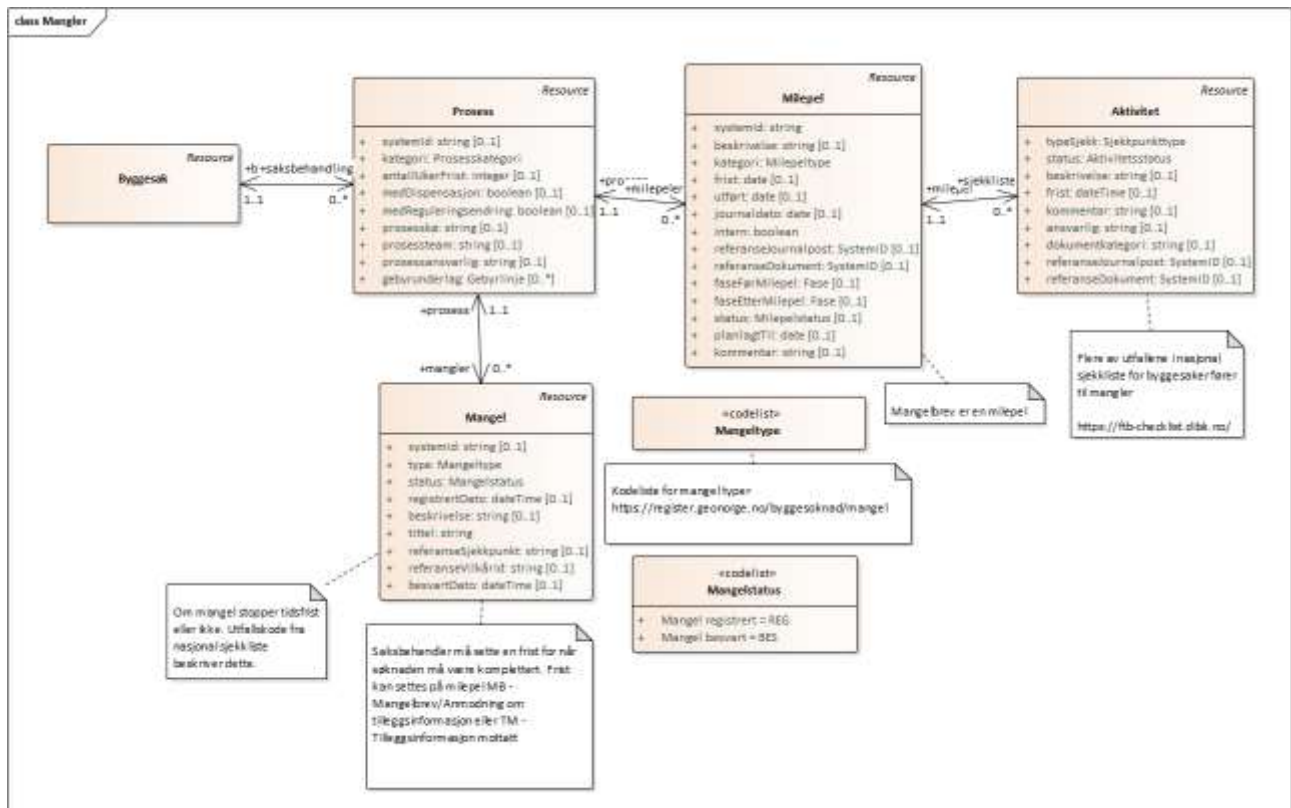 class Mangler
Resource
Byggesak
+b +saksbehandling
1..1
0..*
Resource
Prosess
+ systemId: string [0..1]
+ kategori: Prosesskategori
+ antallUkerFrist: integer [0..1]
+ medDispensasjon: boolean [0..1]
+ medReguleringsendring: boolean [0..1]
+ prosesskø: string [0..1]
+ prosessteam: string [0..1]
+ prosessansvarlig: string [0..1]
+ gebyrunderlag: Gebyrlinje [0..*]
+milepeler
1..1
0..*
Resource
Milepel
+ systemid: string
+ beskrivelse: string [0..1]
+ kategori: Milepeltype
+ frist: date [0..1]
+ utført: date [0..1]
+ journaldato: date [0..1]
+ intern: boolean
+ referanseJournalpost: SystemID [0..1]
+ referanseDokument: SystemID [0..1]
+ faseFørMilepel: Fase [0..1]
+ faseEtterMilepel: Fase [0..1]
+ status: Milepelstatus [0..1]
+ planlagtTil: date [0..1]
+ kommentar: string [0..1]
+sjekkliste
+milepel
1..1
0..*
Resource
Aktivitet
+ typeSjekk: Sjekkpunkttype
+ status: Aktivitetsstatus
+ beskrivelse: string [0..1]
+ frist: dateTime [0..1]
+ kommentar: string [0..1]
+ ansvarlig: string [0..1]
+ dokumentkategori: string [0..1]
+ referanseJournalpost: SystemID [0..1]
+ referanseDokument: SystemID [0..1]
+prosess
1..1
+mangler
0..*
Resource
Mangel
+ systemid: string [0..1]
+ type: Mangeltype
+ status: Mangelstatus
+ registrertDato: dateTime [0..1]
+ beskrivelse: string [0..1]
+ tittel: string
+ referanseSjekkpunkt: string [0..1]
+ referanseVilkårId: string [0..1]
+ besvartDato: dateTime [0..1]
«codelist»
Mangeltype
Kodeliste for mangeltype=
https://register.geonorge.no/byggesoknad/mangel
«codelist»
Mangelstatus
+ Mangel registrert = REG
+ Mangel besvart = BES
Mangelbrev er en milepel
Flere av utfallene i nasjonal
sjekkliste for byggesaker fører
til mangler
https://ftb-checklist.dibk.no/
Om mangel stopper tidsfrist
eller ikke. Utfallskode fra
nasjonal sjekkliste
beskriver dette.
Saksbehandler må sette en frist for når
søknaden må være komplettert. Frist
kan settes på milepel MB -
Mangelbrev/Anmodning om
tilleggsinformasjon eller TM -
Tilleggsinformasjon mottatt